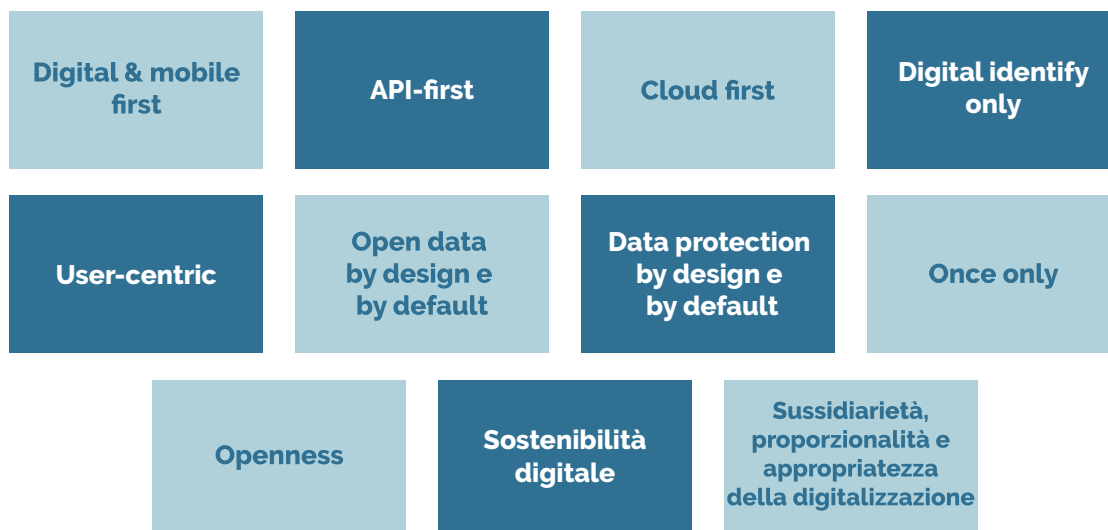 Digital & mobile
first
API-first
Cloud first
Digital identify
only
User-centric
Open data
by design e
by default
Data protection
by design e
by default
Once only
Openness
Sostenibilità
digitale
Sussidiarietà,
proporzionalità e
appropriatezza
della digitalizzazione